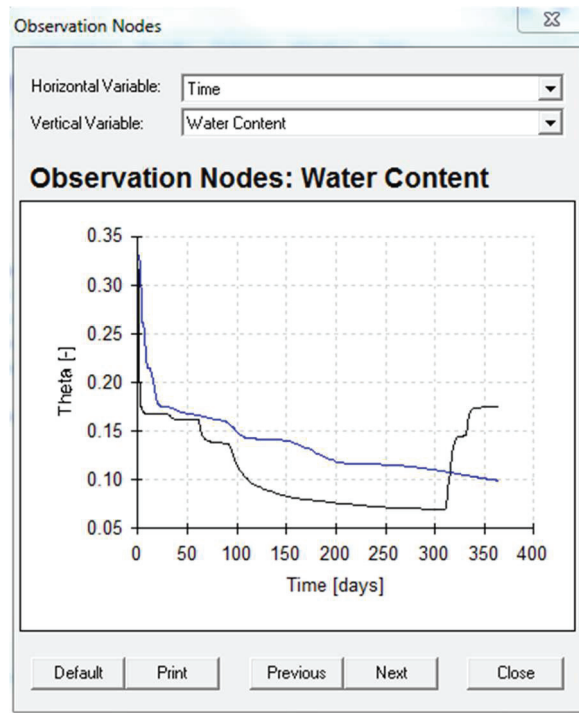 Observation Nodes
Horizontal Variable: Time
Vertical Variable: Water Content
Observation Nodes: Water Content
0.35
0.30
0.25
0.20
0.15
0.10
0.05
Theta [-]
0 50 100 150 200 250 300 350 400
Time [days]
Default Print Previous Next Close